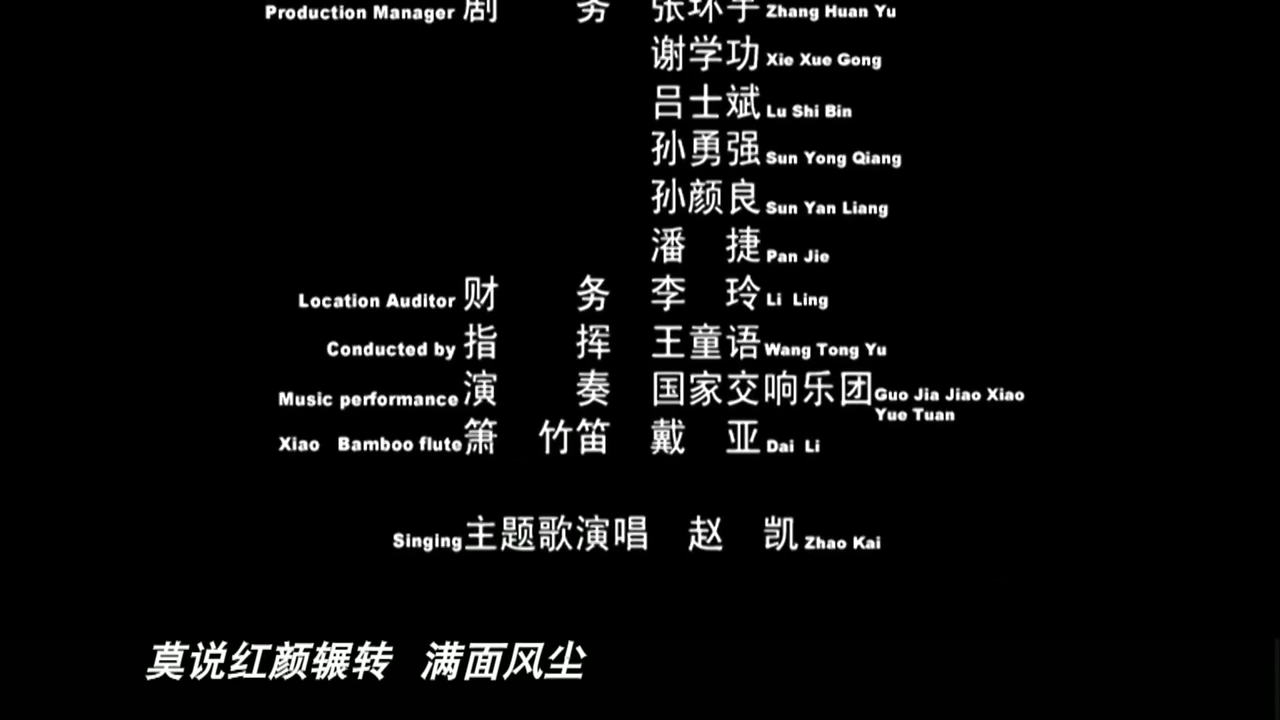 Production Manager 剧 务 张环宇 Zhang Huan Yu
谢学功 Xie Xue Gong
吕士斌 Lu Shi Bin
孙勇强 Sun Yong Qiang
孙颜良 Sun Yan Liang
潘 捷 Pan Jie
Location Auditor 财 务 李 玲 Li Ling
Conducted by 指 挥 王童语 Wang Tong Yu
Music performance 演 奏 国家交响乐团 Guo Jia Jiao Xiao
Yue Tuan
Xiao Bamboo flute 箫 竹笛 戴 亚 Dai Li
Singing 主题歌演唱 赵 凯 Zhao Kai
莫说红颜辗转 满面风尘